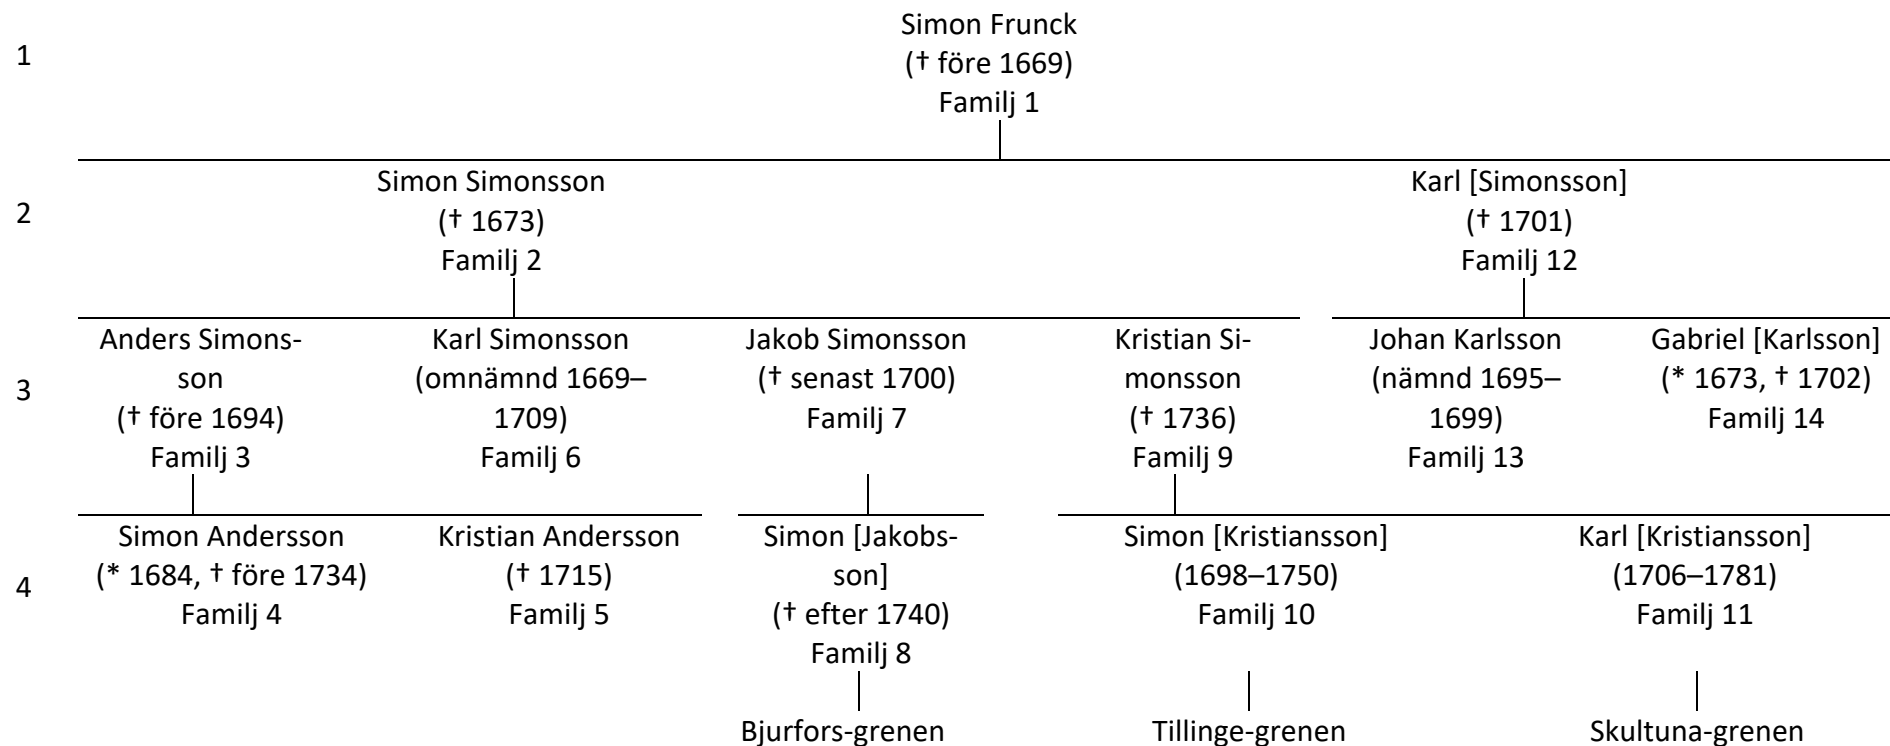 1
Simon Frunck
(† före 1669)
Familj 1
2
Simon Simonsson
(† 1673)
Familj 2
Karl [Simonsson]
(† 1701)
Familj 12
3
Anders Simons-
son
(† före 1694)
Familj 3
Karl Simonsson
(omnämnd 1669–
1709)
Familj 6
Jakob Simonsson
(† senast 1700)
Familj 7
Kristian Si-
monsson
(† 1736)
Familj 9
Johan Karlsson
(nämnd 1695–
1699)
Familj 13
Gabriel [Karlsson]
(* 1673, † 1702)
Familj 14
4
Simon Andersson
(* 1684, † före 1734)
Familj 4
Kristian Andersson
(† 1715)
Familj 5
Simon [Jakobs-
son]
(† efter 1740)
Familj 8
Simon [Kristiansson]
(1698–1750)
Familj 10
Karl [Kristiansson]
(1706–1781)
Familj 11
Bjurfors-grenen
Tillinge-grenen
Skultuna-grenen